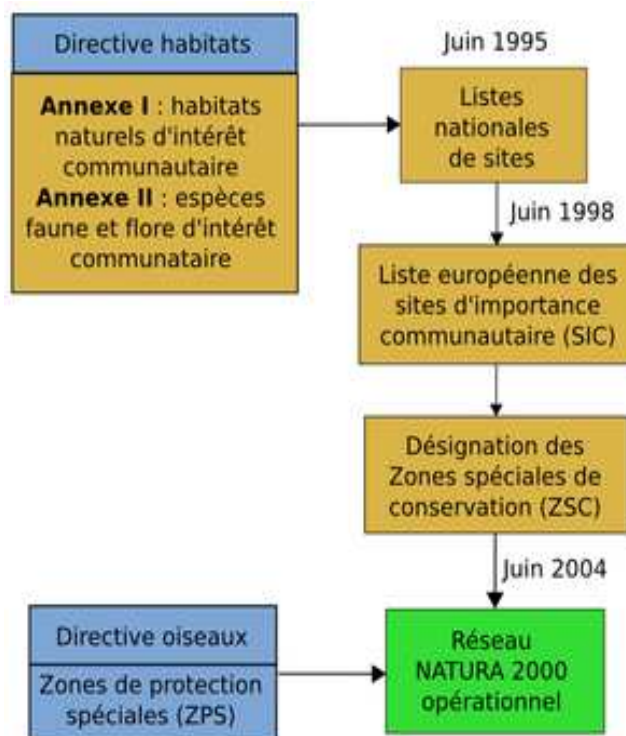 Directive habitats
Annexe I : habitats
naturels d'intérêt
communautaire
Annexe II : espèces
faune et flore d'intérêt
communataire
Juin 1995
Listes
nationales
de sites
Juin 1998
Liste européenne des
sites d'importance
communautaire (SIC)
Désignation des
Zones spéciales de
conservation (ZSC)
Juin 2004
Directive oiseaux
Zones de protection
spéciales (ZPS)
Réseau
NATURA 2000
opérationnel